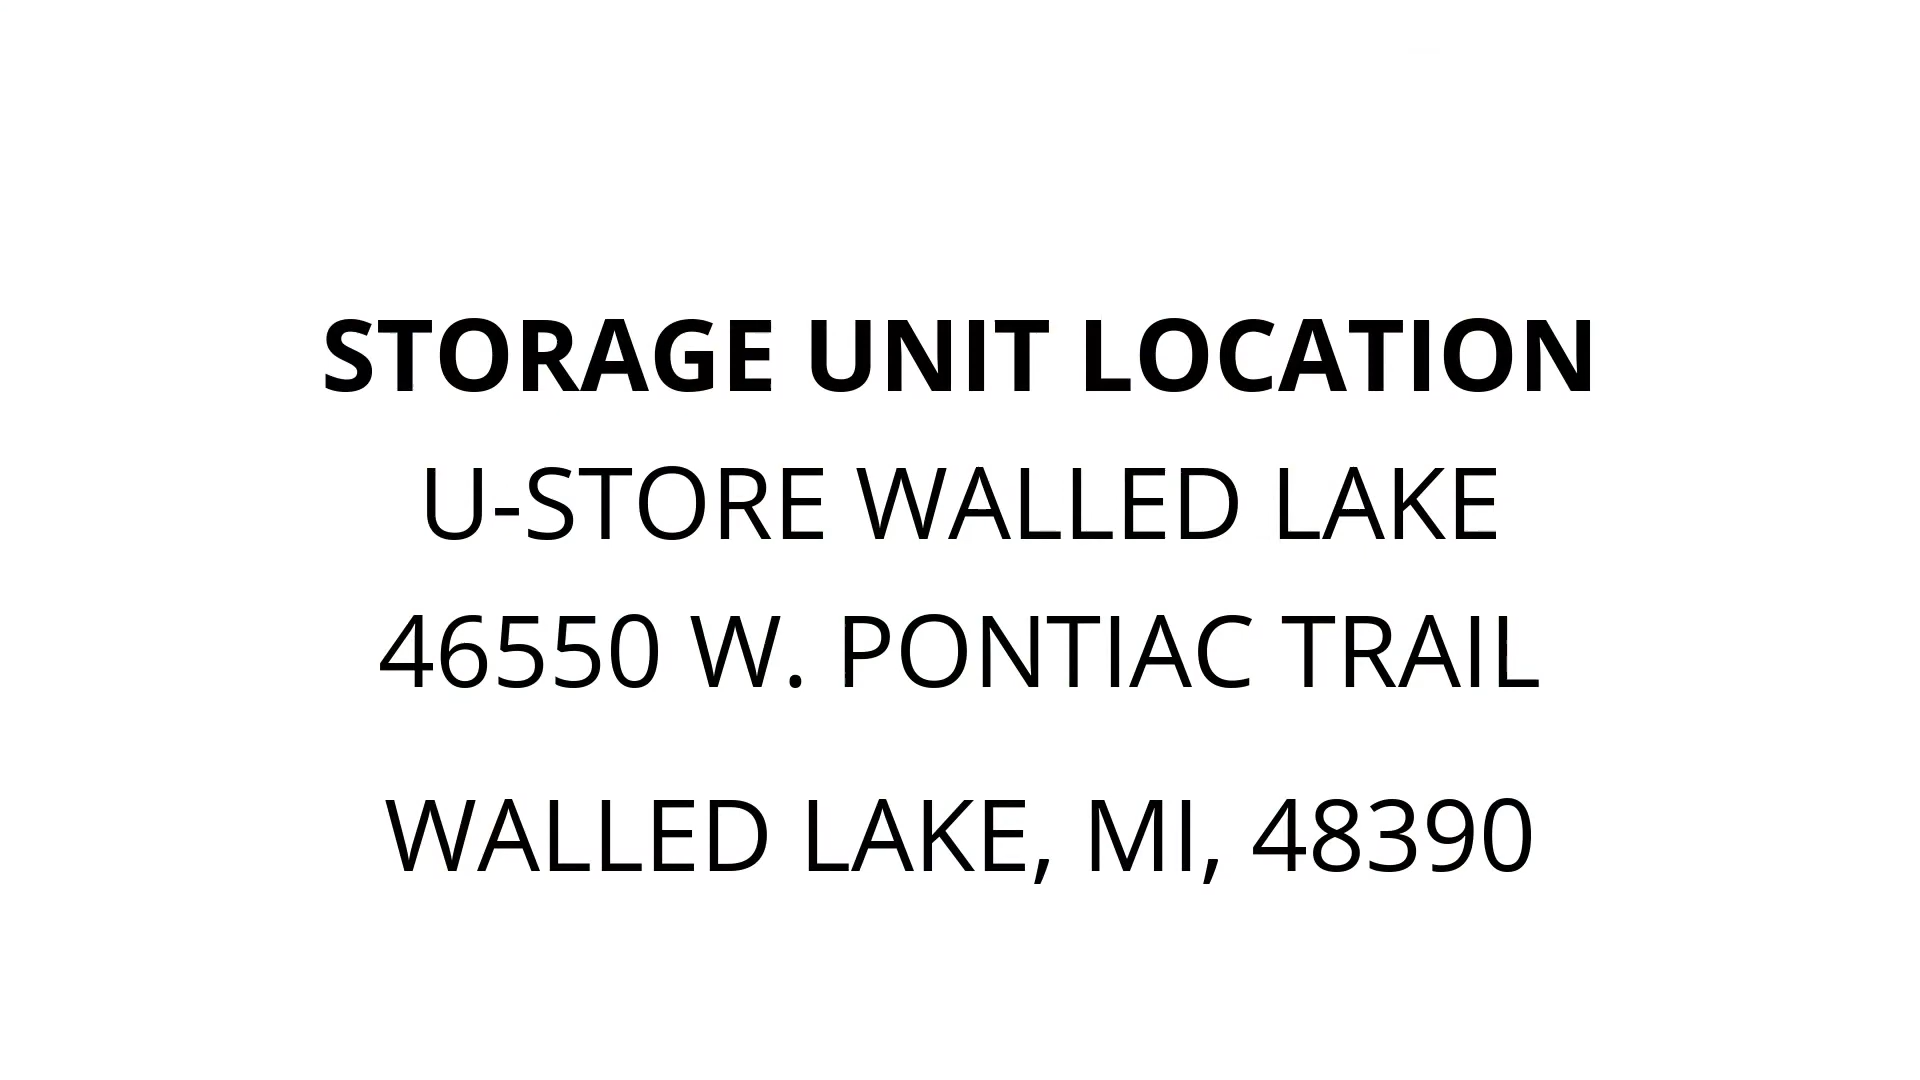 STORAGE UNIT LOCATION
U-STORE WALLED LAKE
46550 W. PONTIAC TRAIL
WALLED LAKE, MI, 48390